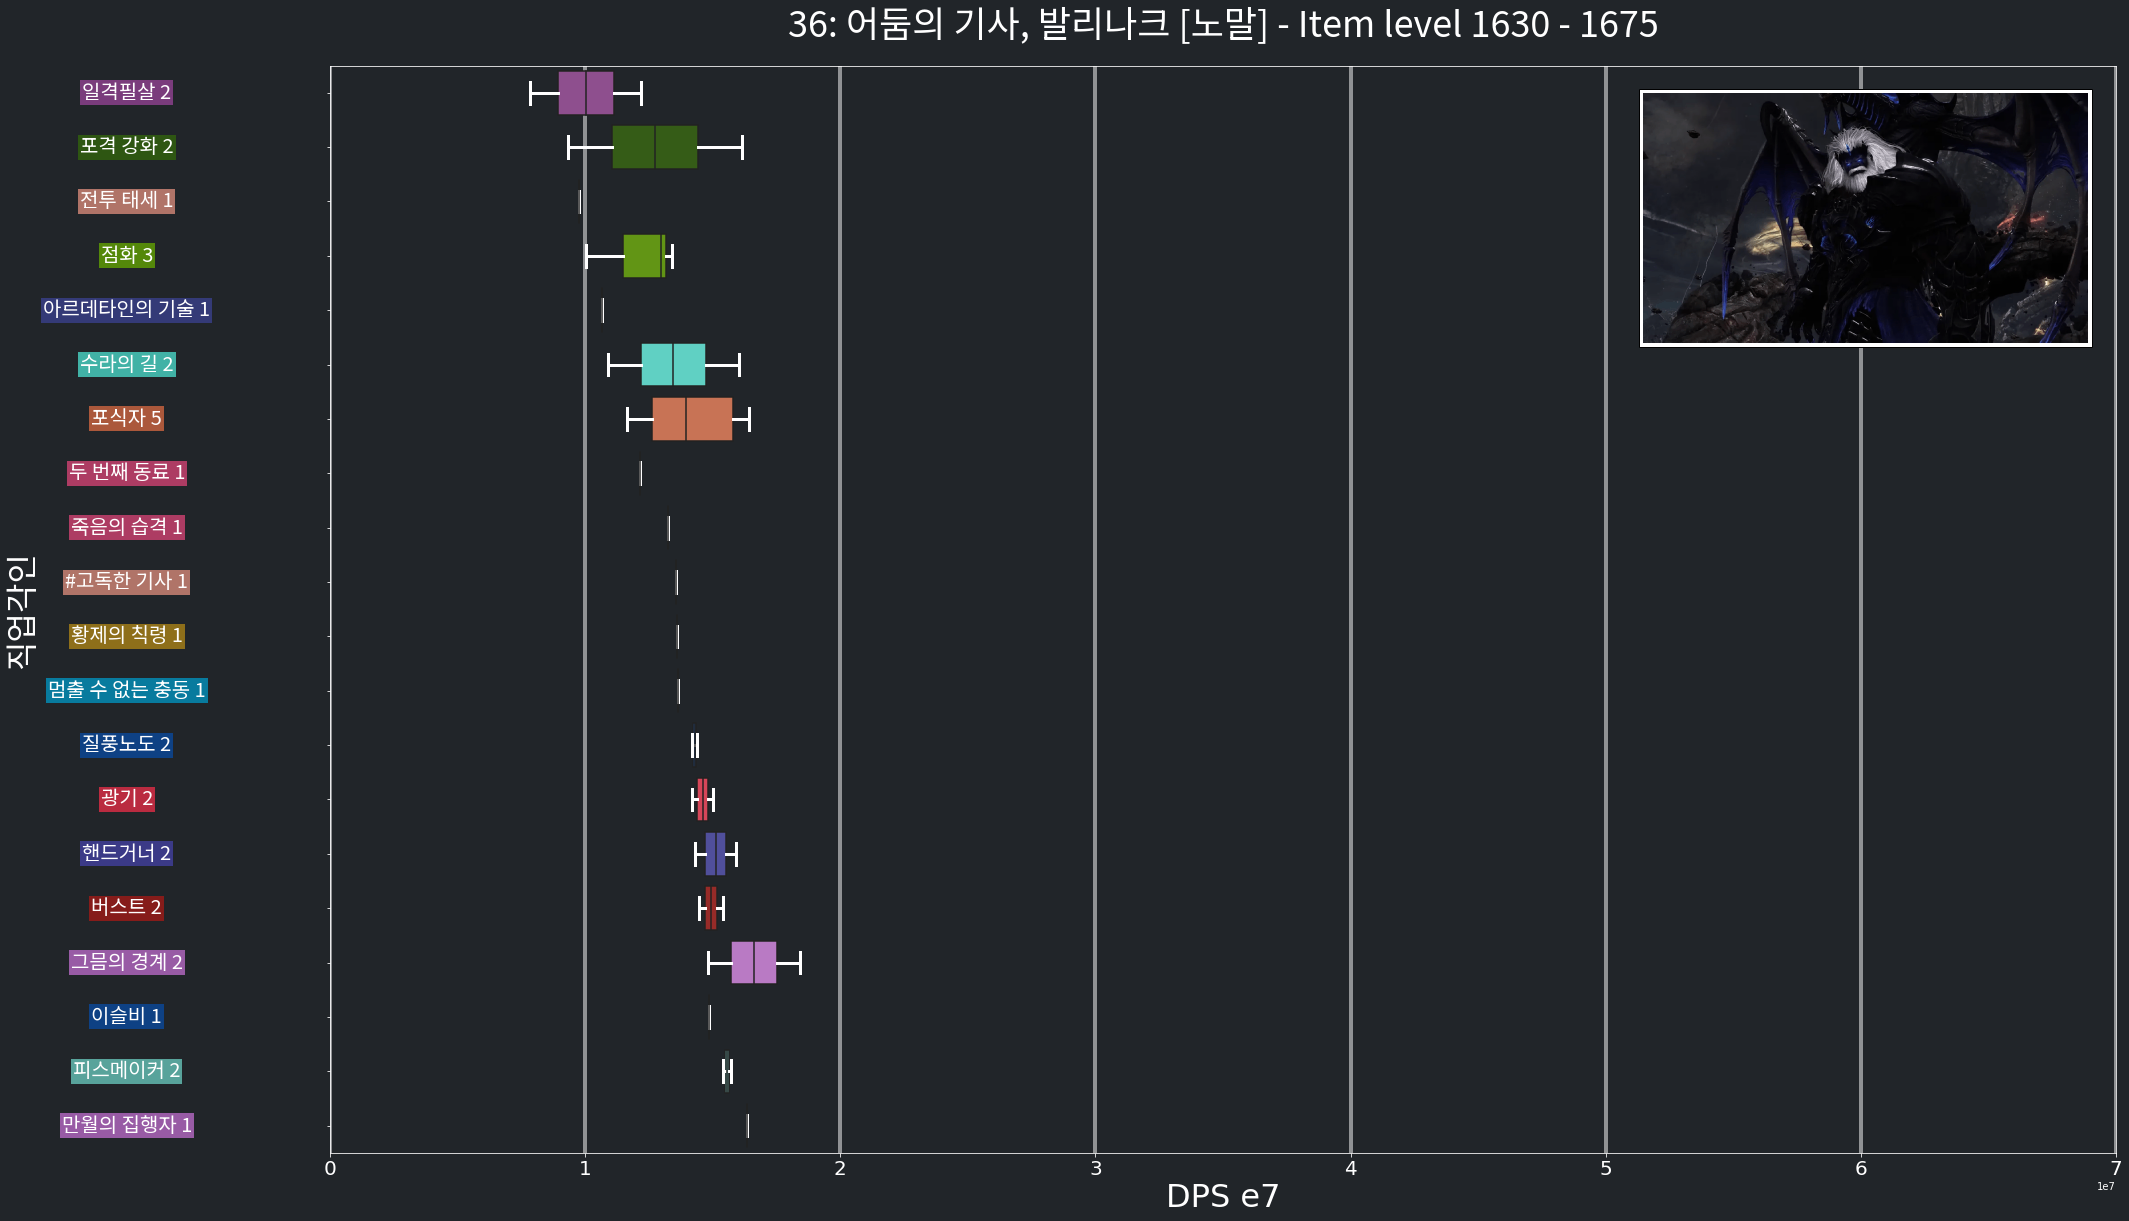 36: 어둠의 기사, 발리나크 [노말] - Item level 1630 - 1675
일격필살 2
포격 강화 2
전투 태세 1
점화 3
아르데타인의 기술 1
수라의 길 2
포식자 5
두 번째 동료 1
죽음의 습격 1
#고독한 기사 1
황제의 칙령 1
멈출 수 없는 충동 1
질풍노도 2
광기 2
핸드거너 2
버스트 2
그믐의 경계 2
이슬비 1
피스메이커 2
만월의 집행자 1
직업각인
0 1 2 3 4 5 6 7
1e7
DPS e7